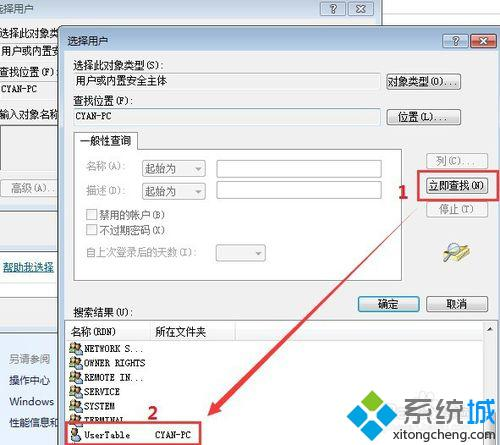 用户
选择用户
选择此对象类型(S):
选择此对象
用户或内置安全主体
对象类型(O)...
用户或内置
查找位置(F):
查找位置(
CYAN-PC
位置(L)...
CYAN-PC
输入对象名称
一般性查询
名称(A):
起始为
列(C)...
描述(D):
起始为
1
立即查找(N)
高级(A)...
禁用的帐户(B)
停止(T)
不过期密码(X)
自上次登录后的天数(I):
帮助我选择
确定
取消
搜索结果(U):
名称(RDN)
所在文件夹
NETWORK S...
OWNER RIGHTS
另请参阅
REMOTE IN...
操作中心
SERVICE
SYSTEM
Windows
TERMINAL
2
性能信息和
UserTable
CYAN-PC
系统城
xitongcheng.com